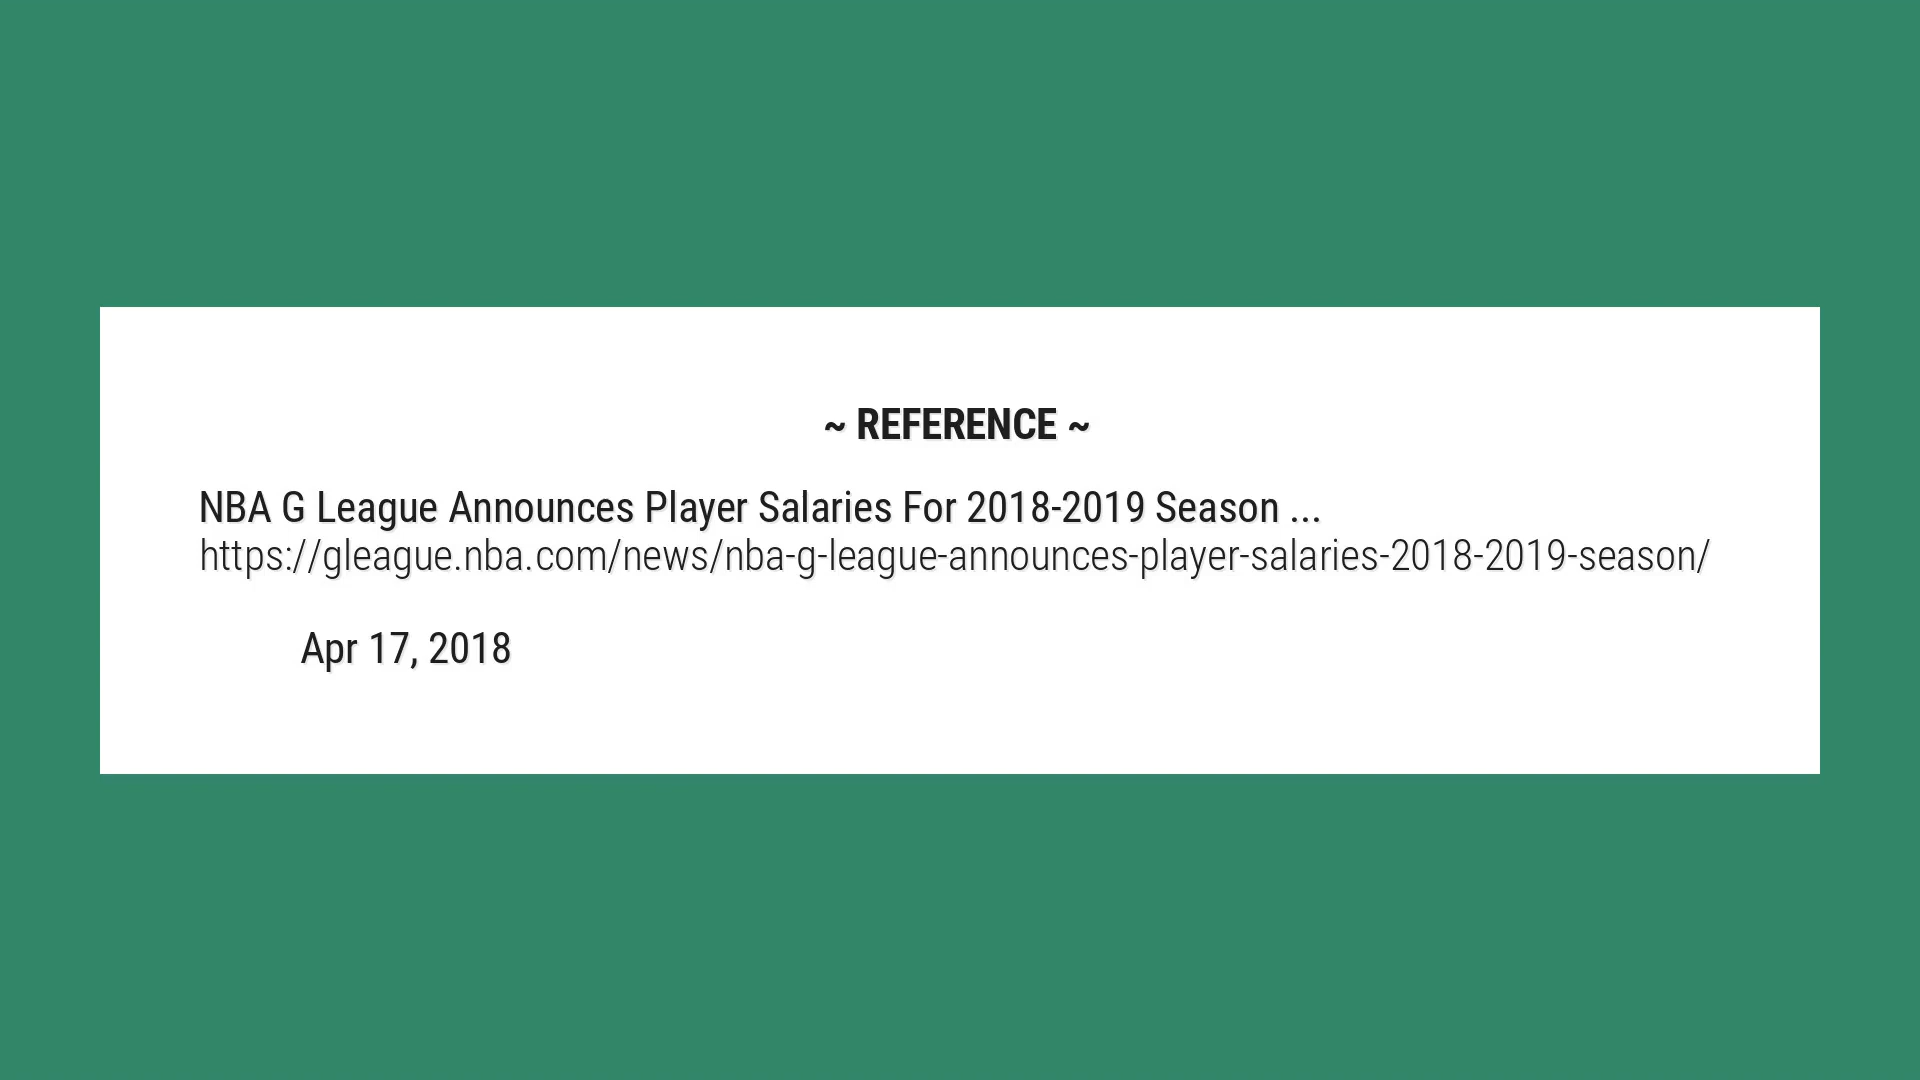 ~ REFERENCE ~
NBA G League Announces Player Salaries For 2018-2019 Season ...
https://gleague.nba.com/news/nba-g-league-announces-player-salaries-2018-2019-season/
Apr 17, 2018